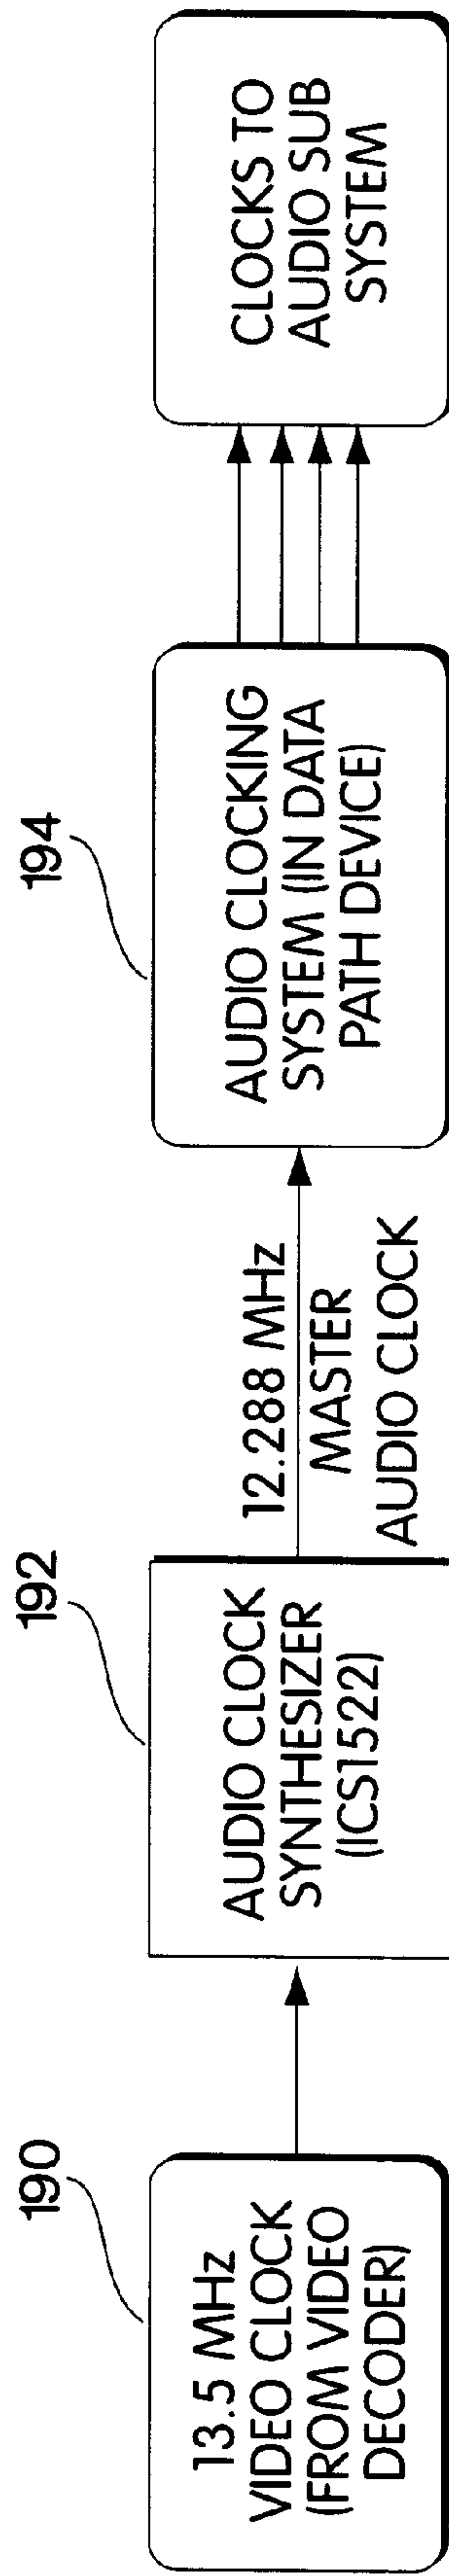 190
13.5 MHz
VIDEO CLOCK
(FROM VIDEO
DECODER)
192
AUDIO CLOCK
SYNTHESIZER
(ICS1522)
12.288 MHz
MASTER
AUDIO CLOCK
194
AUDIO CLOCKING
SYSTEM (IN DATA
PATH DEVICE)
CLOCKS TO
AUDIO SUB
SYSTEM